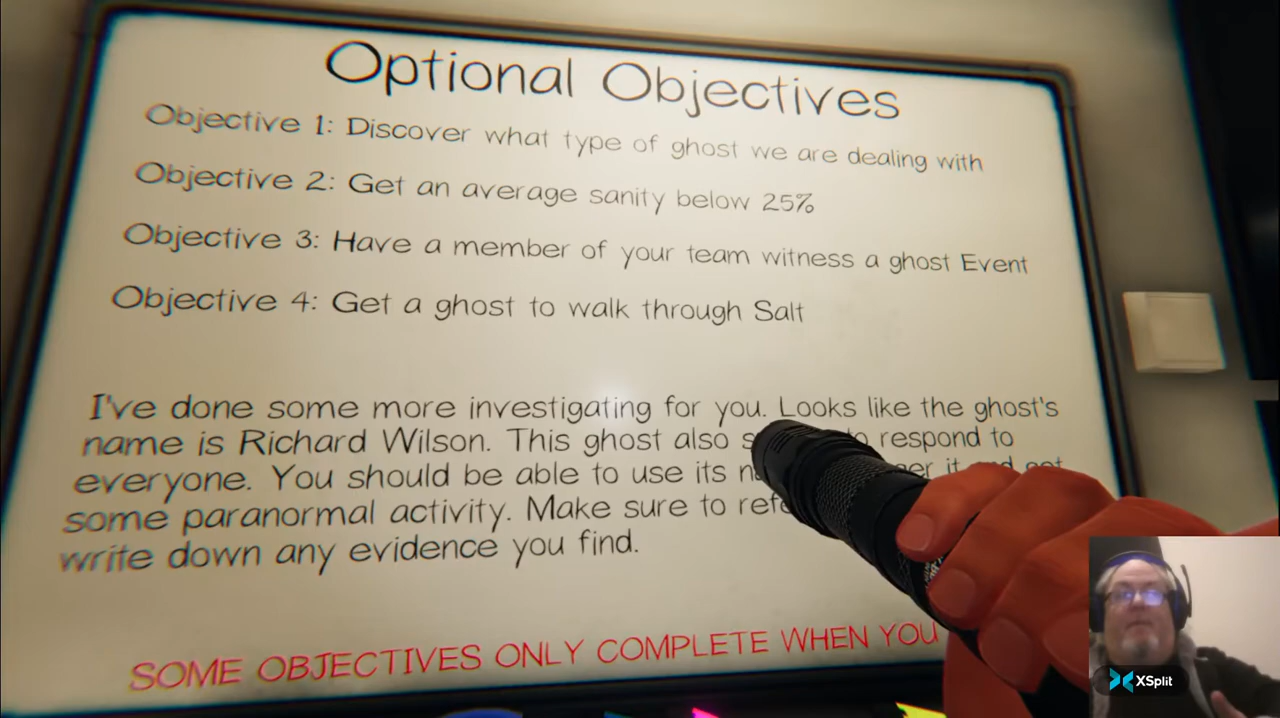 Optional Objectives
Objective 1: Discover what type of ghost we are dealing with
Objective 2: Get an average sanity below 25%
Objective 3: Have a member of your team witness a ghost Event
Objective 4: Get a ghost to walk through Salt
I've done some more investigating for you. Looks like the ghost's
name is Richard Wilson. This ghost also respond to
everyone. You should be able to use its it and get
some paranormal activity. Make sure to
write down any evidence you find.
SOME OBJECTIVES ONLY COMPLETE WHEN YOU
XSplit